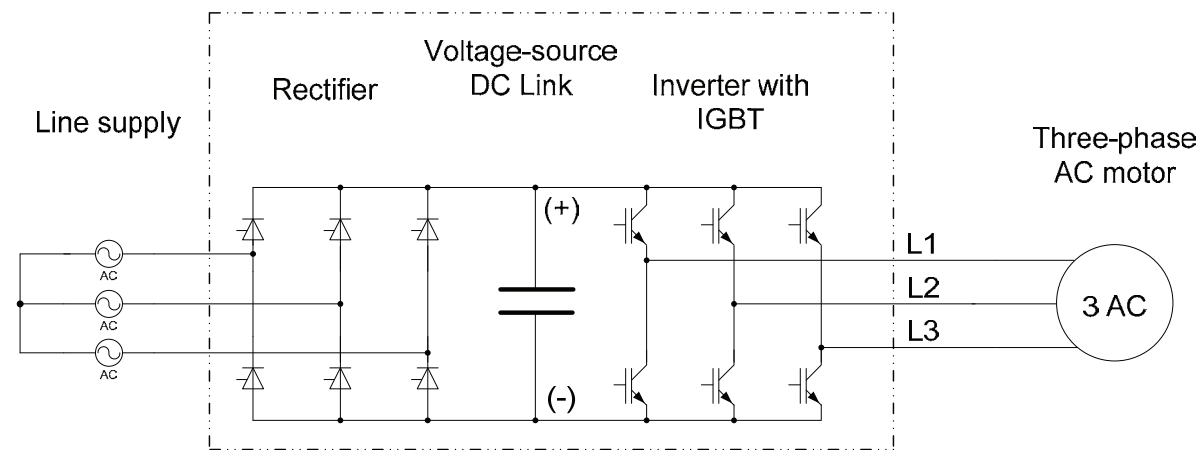 Voltage-source
DC Link
Rectifier
Inverter with
IGBT
Line supply
Three-phase
AC motor
(+)
L1
AC
L2
3 AC
AC
L3
AC
(-)